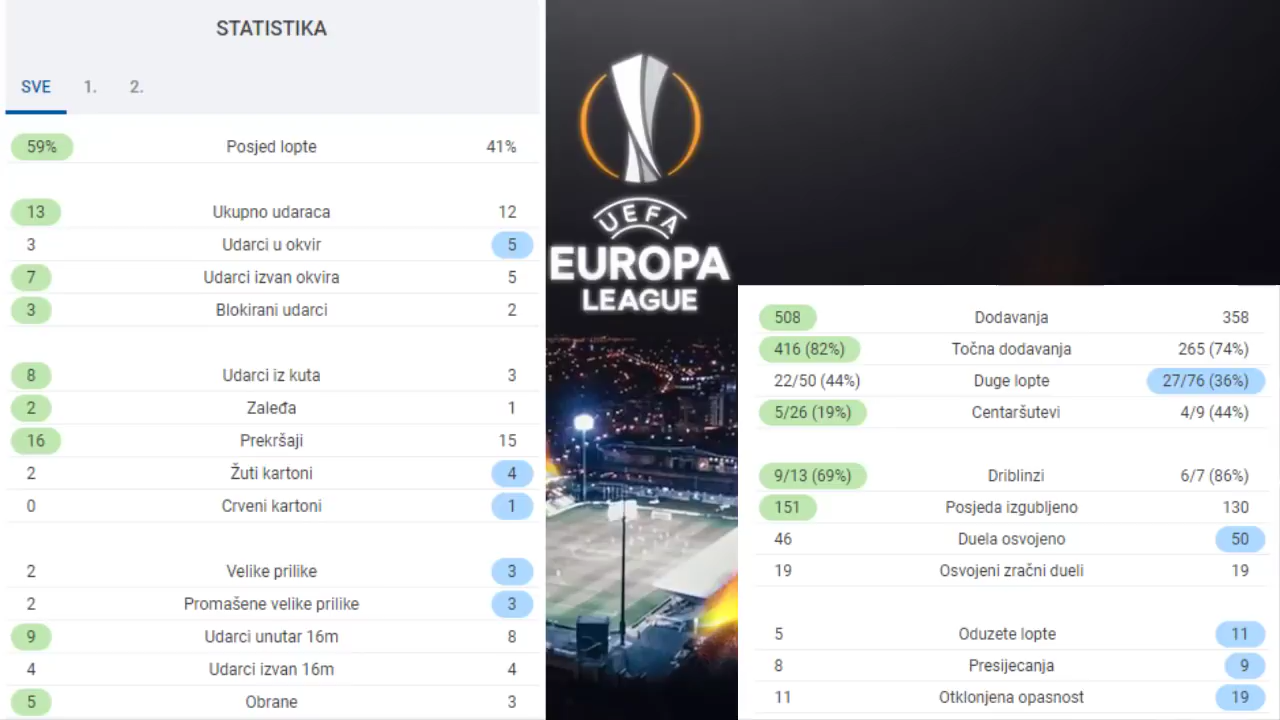 STATISTIKA
SVE 1. 2.
59% Posjed lopte 41%
13 Ukupno udaraca 12
3 Udarci u okvir 5
7 Udarci izvan okvira 5
3 Blokirani udarci 2
8 Udarci iz kuta 3
2 Zaleđa 1
16 Prekršaji 15
2 Žuti kartoni 4
0 Crveni kartoni 1
2 Velike prilike 3
2 Promašene velike prilike 3
9 Udarci unutar 16m 8
4 Udarci izvan 16m 4
5 Obrane 3
UEFA
EUROPA
LEAGUE
508 Dodavanja 358
416 (82%) Točna dodavanja 265 (74%)
22/50 (44%) Duge lopte 27/76 (36%)
5/26 (19%) Centaršutevi 4/9 (44%)
9/13 (69%) Driblinzi 6/7 (86%)
151 Posjeda izgubljeno 130
46 Duela osvojeno 50
19 Osvojeni zračni dueli 19
5 Oduzete lopte 11
8 Presijecanja 9
11 Otklonjena opasnost 19